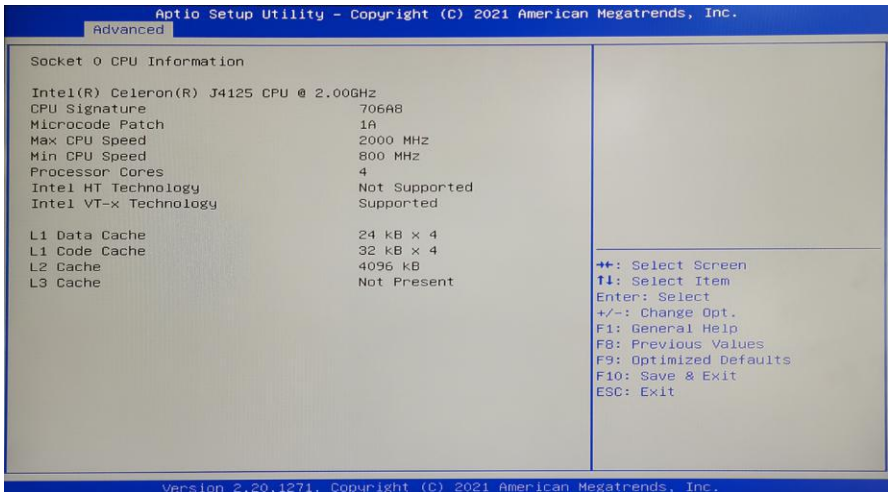 Aptio Setup Utility – Copyright (C) 2021 American Megatrends, Inc.
Advanced
Socket 0 CPU Information
Intel(R) Celeron(R) J4125 CPU @ 2.00GHz
CPU Signature 706A8
Microcode Patch 1A
Max CPU Speed 2000 MHz
Min CPU Speed 800 MHz
Processor Cores 4
Intel HT Technology Not Supported
Intel VT-x Technology Supported
L1 Data Cache 24 kB x 4
L1 Code Cache 32 kB x 4
L2 Cache 4096 kB
L3 Cache Not Present
→←: Select Screen
↑↓: Select Item
Enter: Select
+/-: Change Opt.
F1: General Help
F8: Previous Values
F9: Optimized Defaults
F10: Save & Exit
ESC: Exit
Version 2.20.1271. Copyright (C) 2021 American Megatrends, Inc.